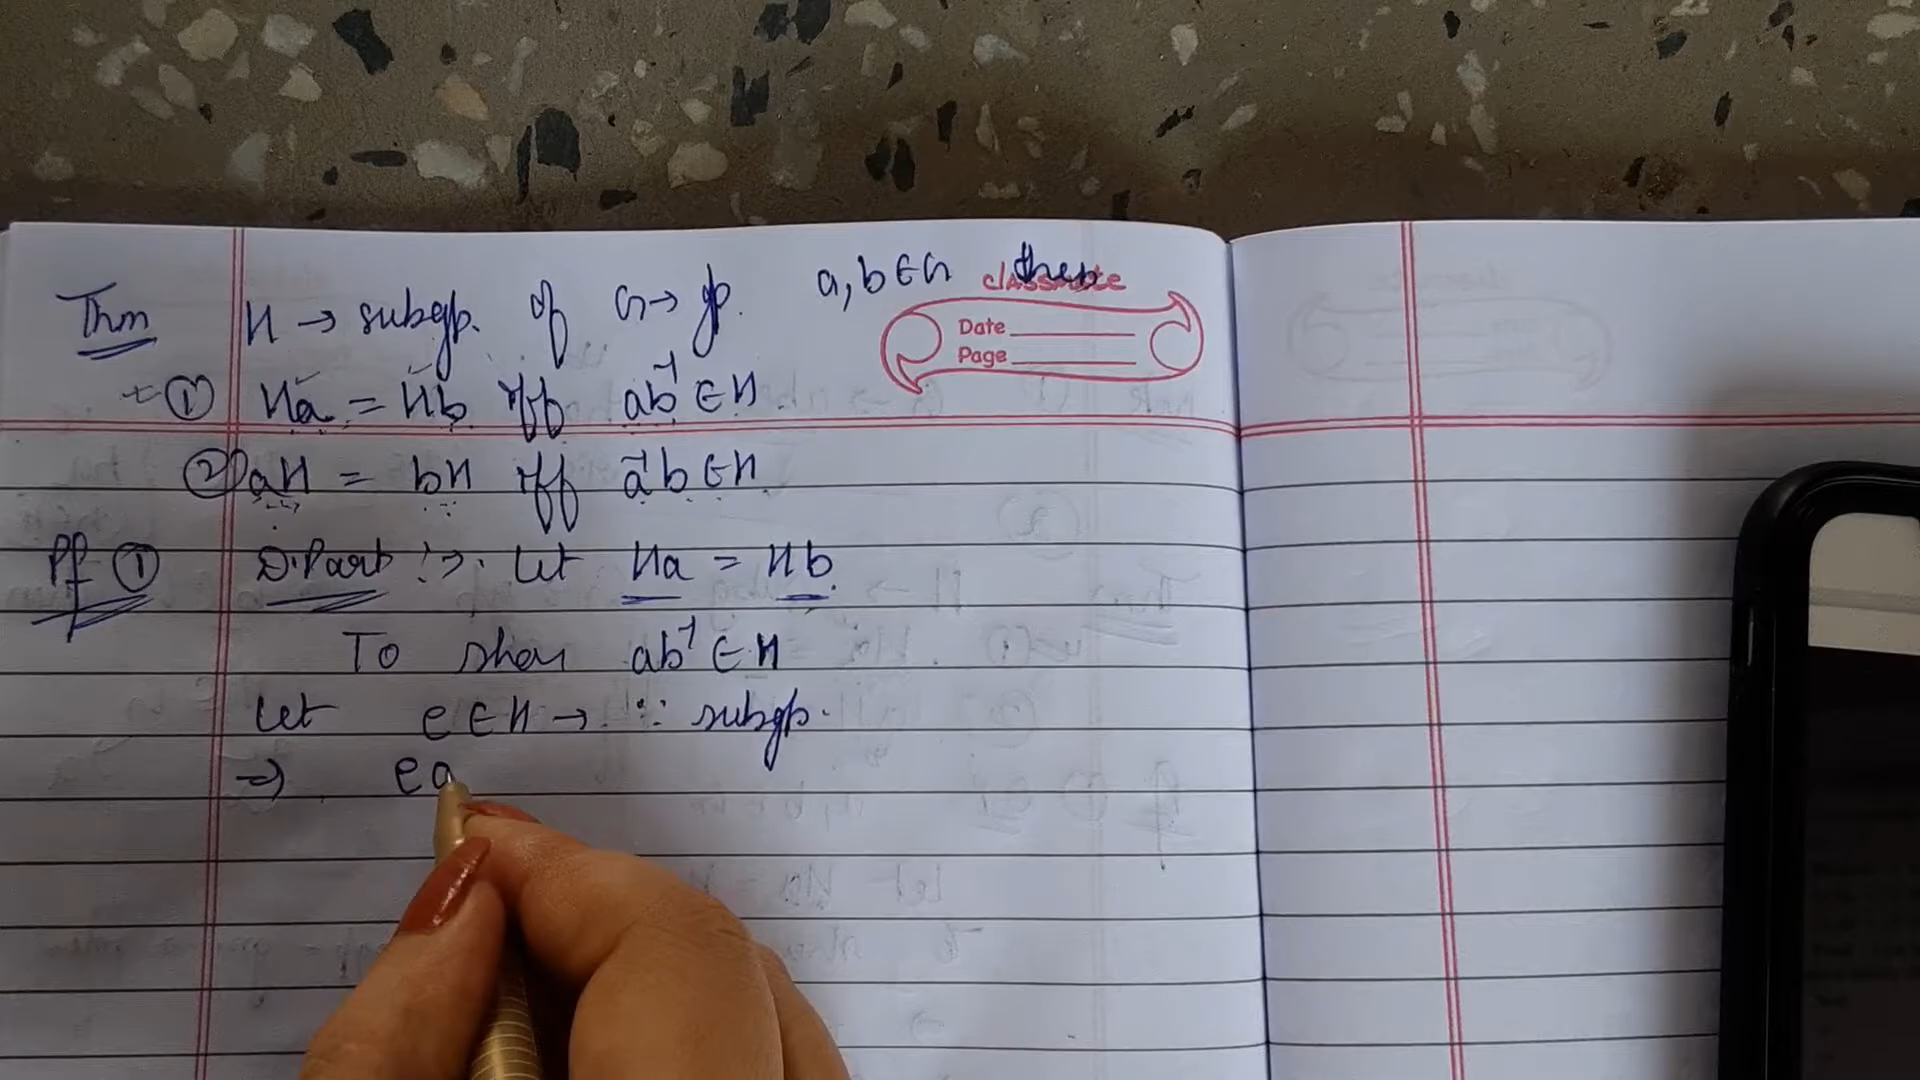 Thm H → subgp. of G → gp. a, b ∈ G then
classmate
Date
Page
① Ha = Hb iff ab⁻¹ ∈ H
② aH = bH iff a⁻¹b ∈ H
Pf ① D.Part :⇒. Let Ha = Hb.
To show ab⁻¹ ∈ H
Let e ∈ H → ∵ subgp.
⇒ ea